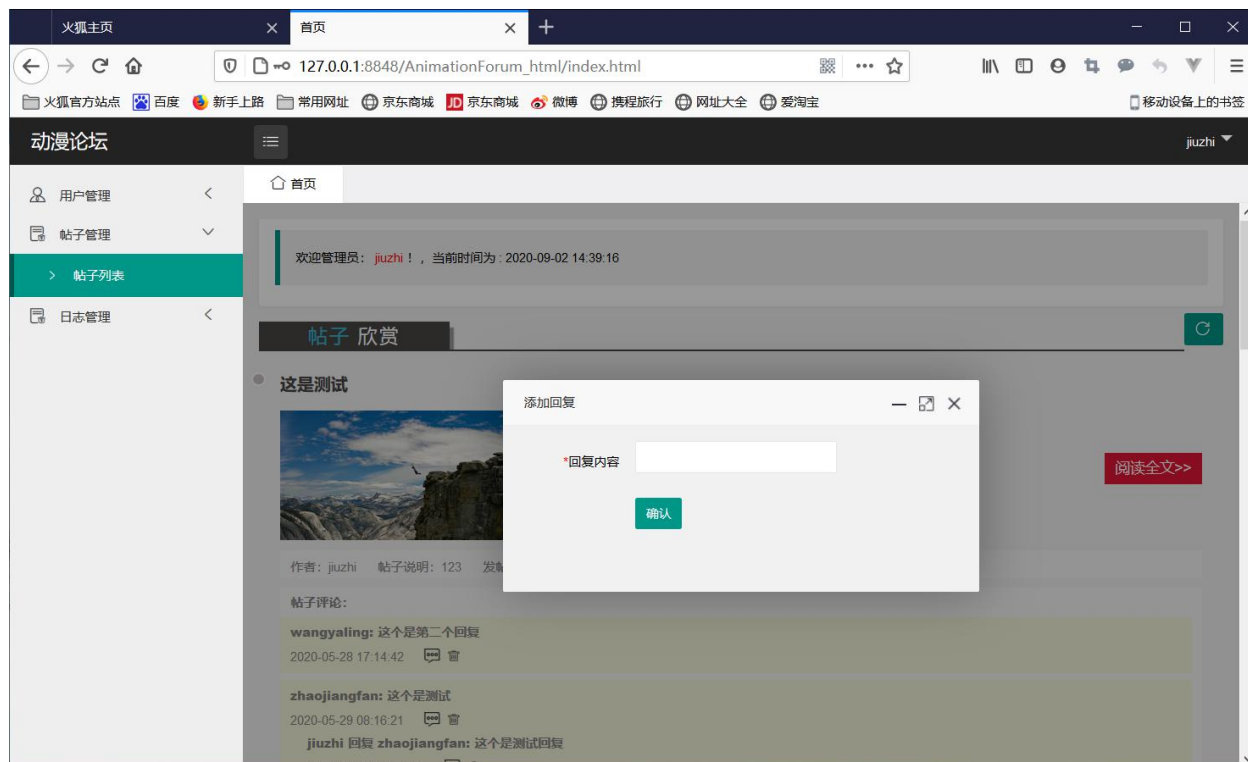 火狐主页
首页
127.0.0.1:8848/AnimationForum_html/index.html
火狐官方站点 百度 新手上路 常用网址 京东商城 JD 京东商城 微博 携程旅行 网址大全 爱淘宝 移动设备上的书签
动漫论坛 jiuzhi
用户管理 首页
帖子管理
欢迎管理员: jiuzhi! , 当前时间为 : 2020-09-02 14:39:16
帖子列表
日志管理
帖子 欣赏
这是测试
添加回复
*回复内容
阅读全文>>
确认
作者: jiuzhi 帖子说明: 123 发
帖子评论:
wangyaling: 这个是第二个回复
2020-05-28 17:14:42
zhaojiangfan: 这个是测试
2020-05-29 08:16:21
jiuzhi 回复 zhaojiangfan: 这个是测试回复